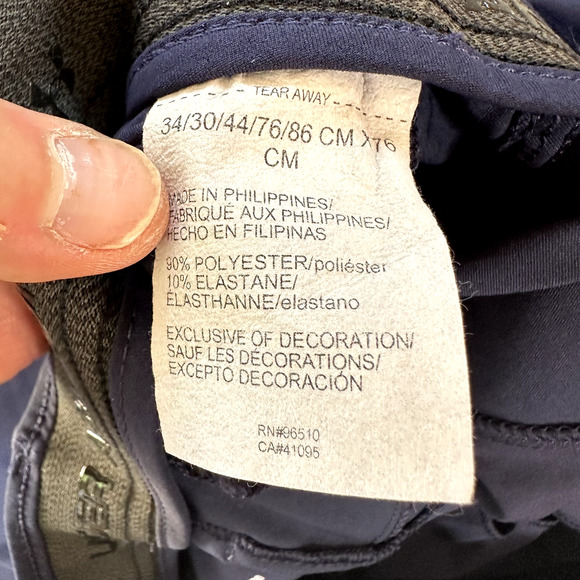 TEAR AWAY
34/30/44/76/86 CM X76
CM
MADE IN PHILIPPINES/
FABRIQUÉ AUX PHILIPPINES/
HECHO EN FILIPINAS
90% POLYESTER/poliéster
10% ELASTANE/
ÉLASTHANNE/elastano
EXCLUSIVE OF DECORATION/
SAUF LES DÉCORATIONS/
EXCEPTO DECORACIÓN
RN#96510
CA#41095